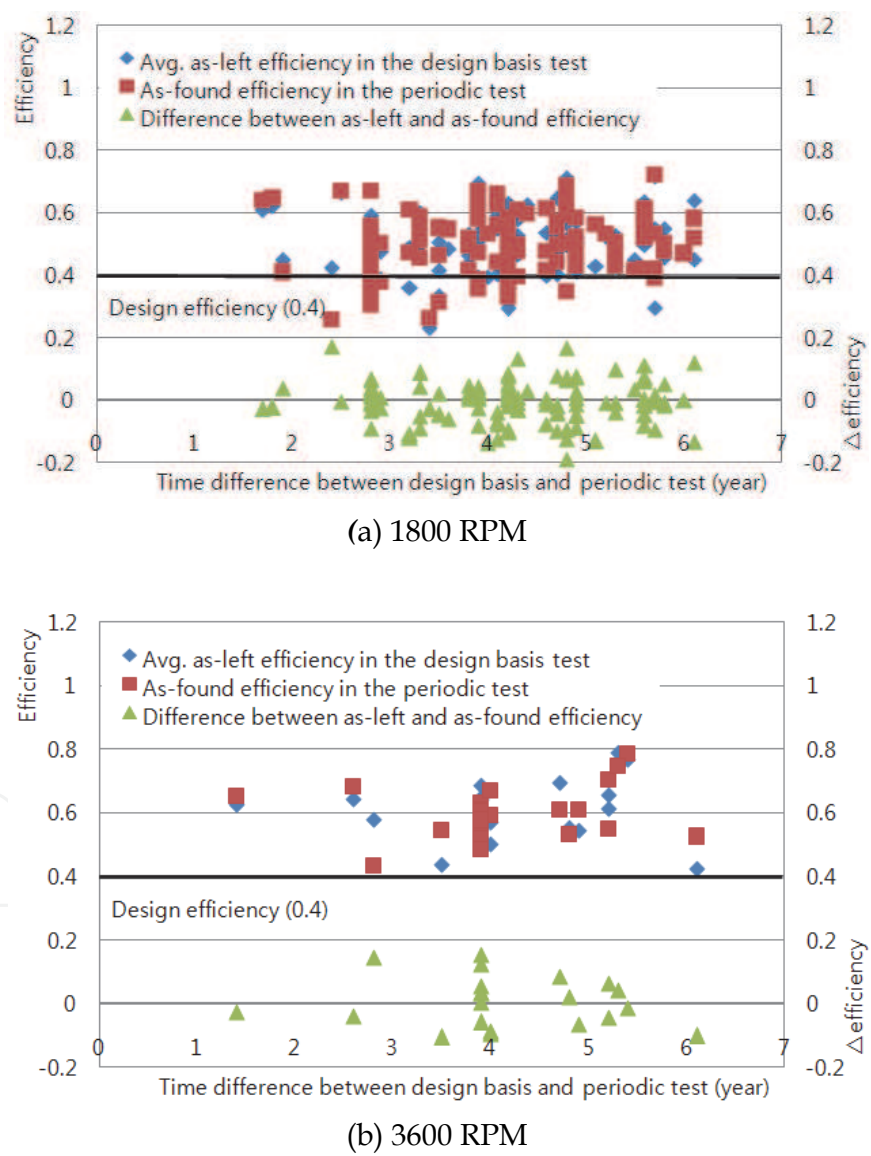 1.2
1
0.8
0.6
0.4
0.2
0
-0.2
Efficiency
Avg. as-left efficiency in the design basis test
As-found efficiency in the periodic test
Difference between as-left and as-found efficiency
Design efficiency (0.4)
1.2
1
0.8
0.6
0.4
0.2
0
-0.2
△efficiency
0 1 2 3 4 5 6 7
Time difference between design basis and periodic test (year)
(a) 1800 RPM
1.2
1
0.8
0.6
0.4
0.2
0
-0.2
Efficiency
Avg. as-left efficiency in the design basis test
As-found efficiency in the periodic test
Difference between as-left and as-found efficiency
Design efficiency (0.4)
1.2
1
0.8
0.6
0.4
0.2
0
-0.2
△efficiency
0 1 2 3 4 5 6 7
Time difference between design basis and periodic test (year)
(b) 3600 RPM